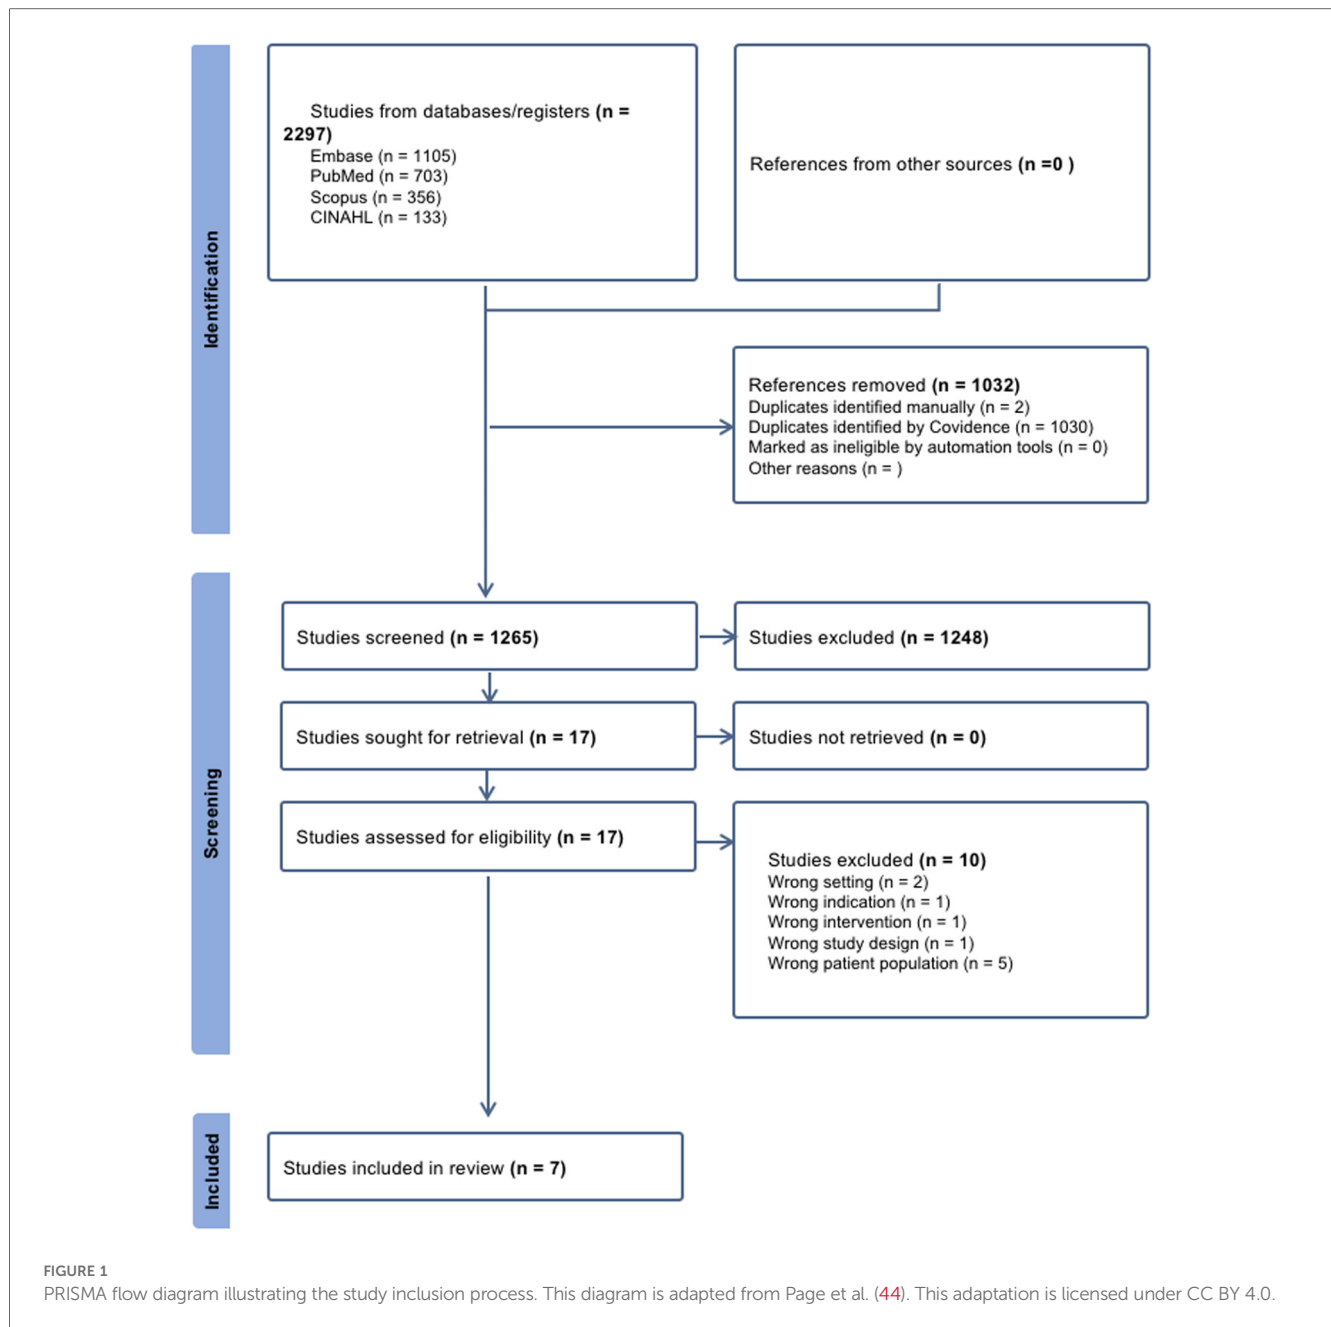 Identification
Studies from databases/registers (n =
2297)
Embase (n = 1105)
PubMed (n = 703)
Scopus (n = 356)
CINAHL (n = 133)
References from other sources (n =0 )
References removed (n = 1032)
Duplicates identified manually (n = 2)
Duplicates identified by Covidence (n = 1030)
Marked as ineligible by automation tools (n = 0)
Other reasons (n = )
Screening
Studies screened (n = 1265)
Studies excluded (n = 1248)
Studies sought for retrieval (n = 17)
Studies not retrieved (n = 0)
Studies assessed for eligibility (n = 17)
Studies excluded (n = 10)
Wrong setting (n = 2)
Wrong indication (n = 1)
Wrong intervention (n = 1)
Wrong study design (n = 1)
Wrong patient population (n = 5)
Included
Studies included in review (n = 7)
FIGURE 1
PRISMA flow diagram illustrating the study inclusion process. This diagram is adapted from Page et al. (44). This adaptation is licensed under CC BY 4.0.